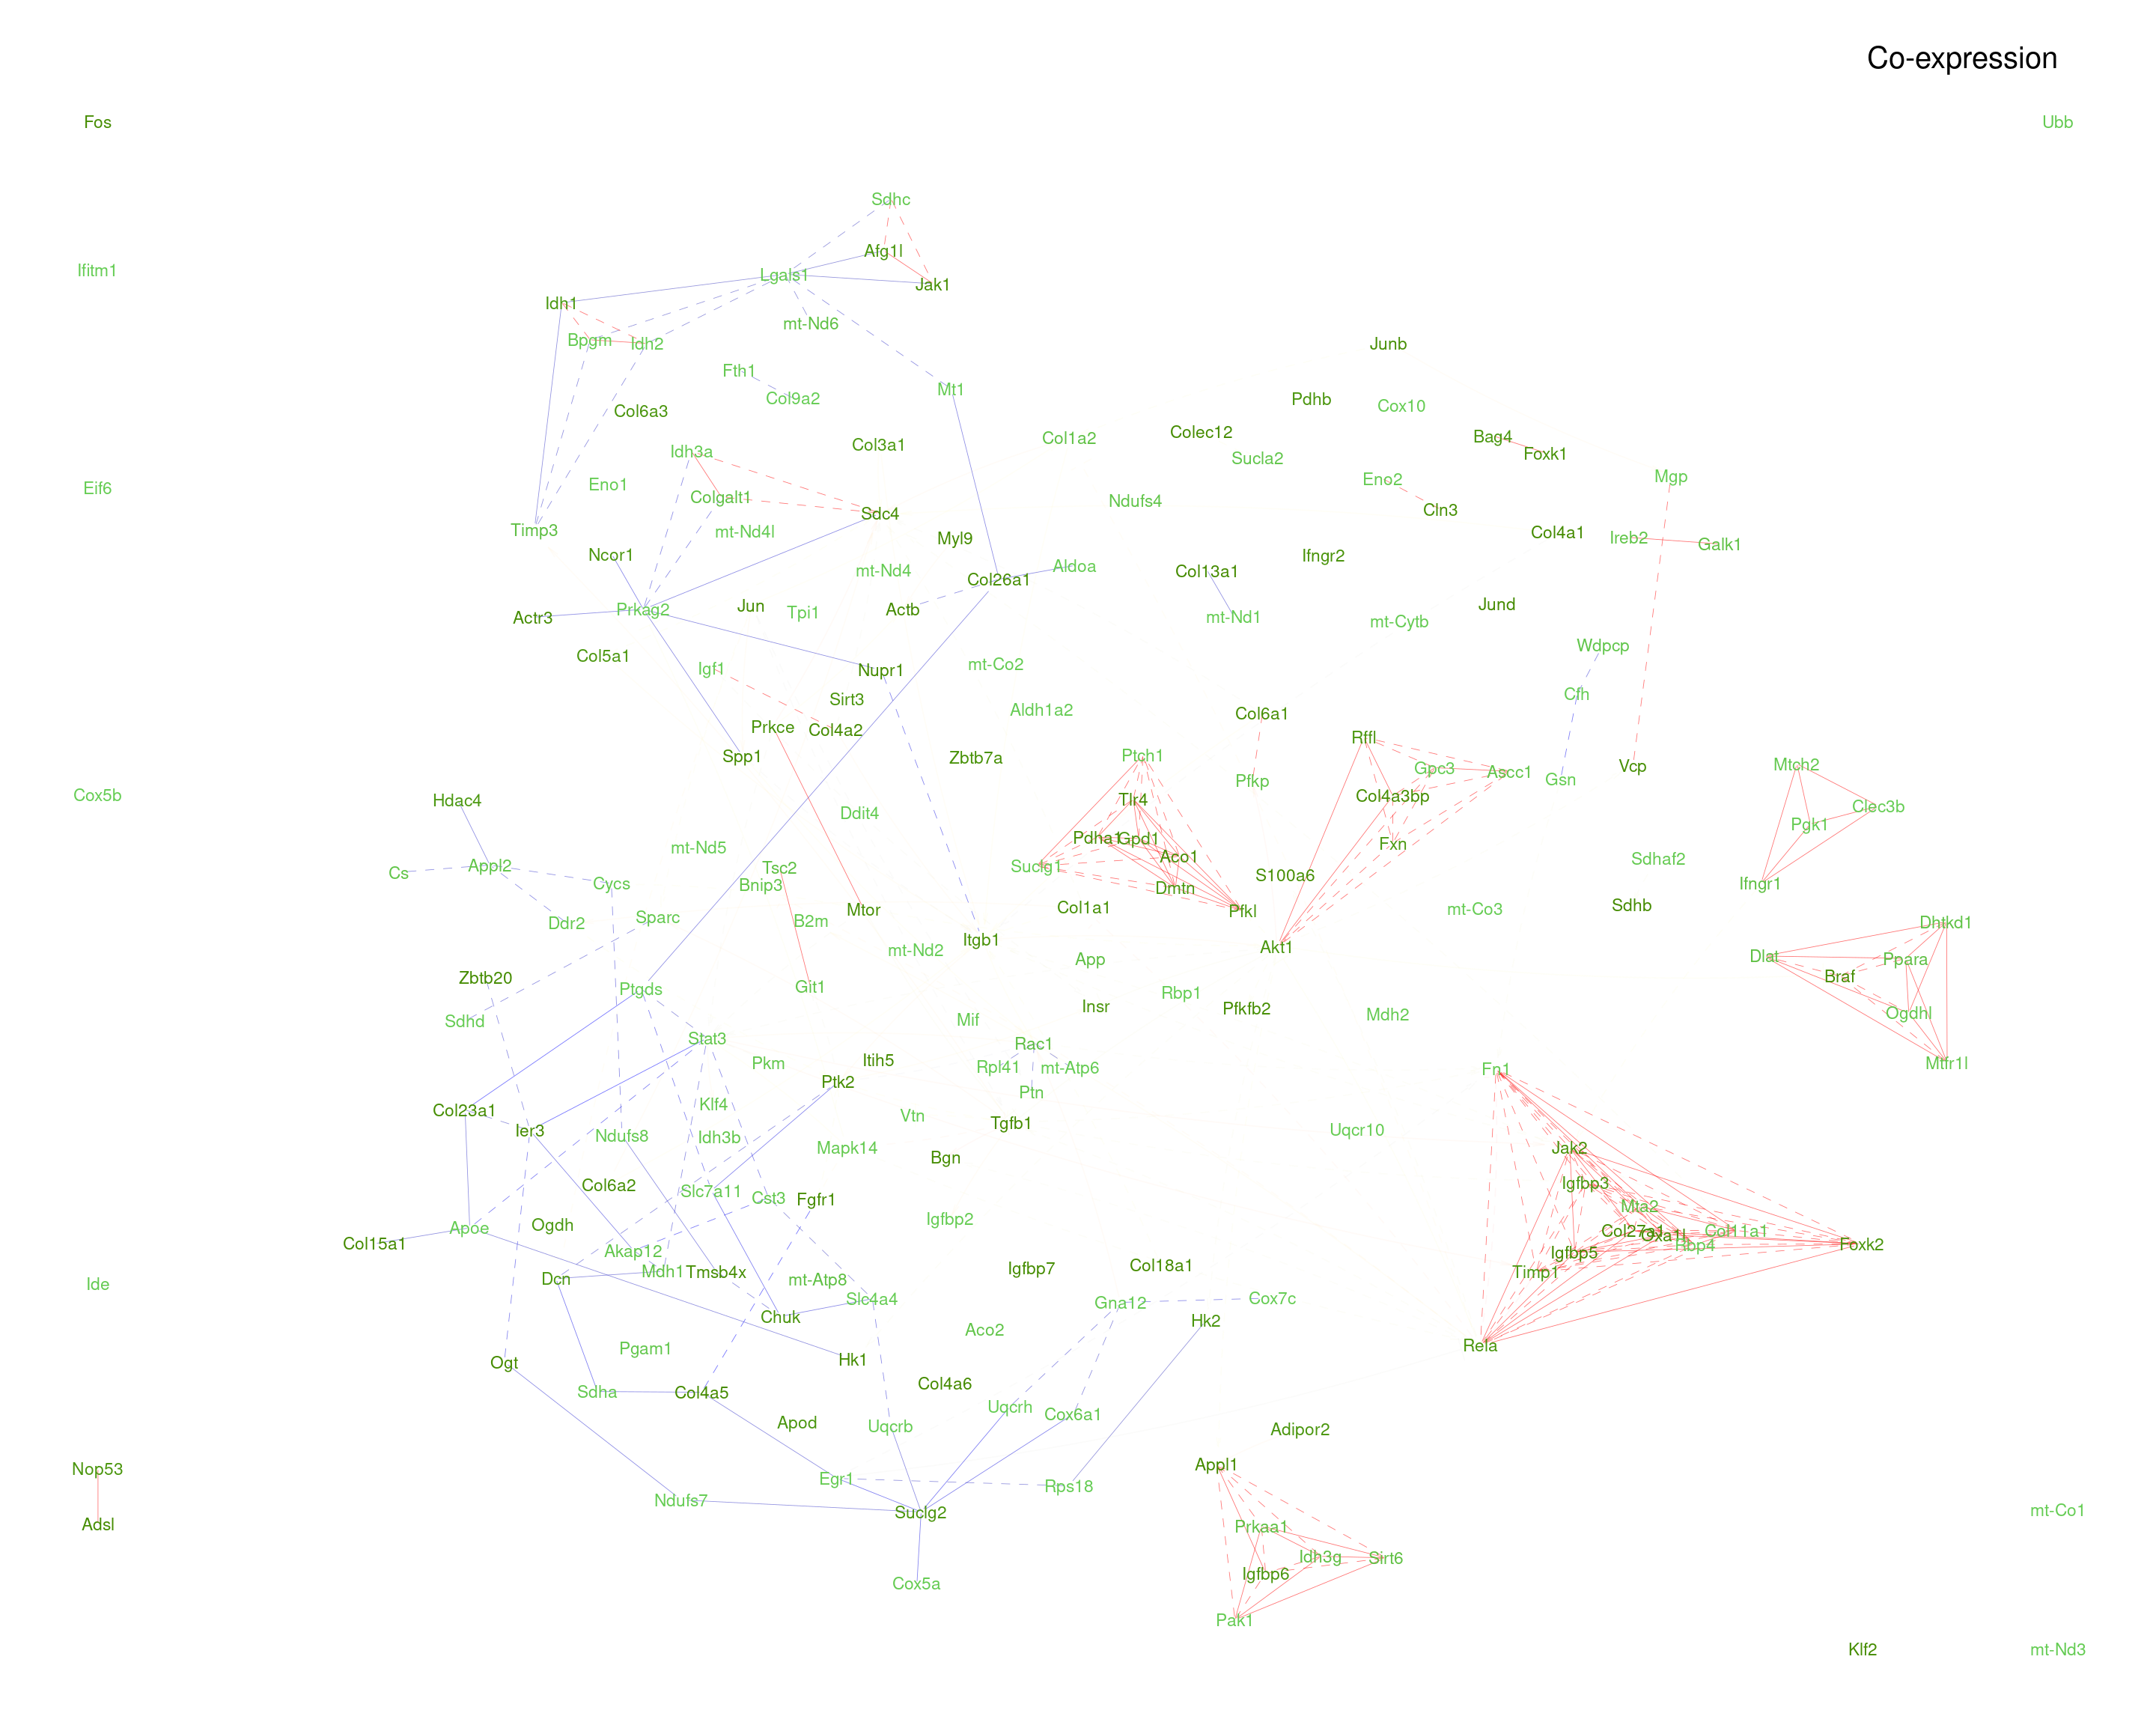 Co-expression
Fos
Ubb
Sdhc
Afg1l
Ifitm1
Lgals1
Jak1
Idh1
mt-Nd6
Bpgm
Idh2
Junb
Fth1
Mt1
Col9a2
Pdhb
Cox10
Col6a3
Colec12
Bag4
Col1a2
Col3a1
Idh3a
Foxk1
Sucla2
Mgp
Eno2
Eno1
Eif6
Colgalt1
Ndufs4
Cln3
Sdc4
Timp3
mt-Nd4l
Col4a1
Myl9
Ireb2
Galk1
Ncor1
Ifngr2
Aldoa
mt-Nd4
Col13a1
Col26a1
Jund
Jun
Prkag2
Actb
Tpi1
Actr3
mt-Nd1
mt-Cytb
Wdpcp
Col5a1
mt-Co2
Igf1
Nupr1
Cfh
Sirt3
Aldh1a2
Col6a1
Prkce
Col4a2
Rffl
Ptch1
Spp1
Zbtb7a
Mtch2
Vcp
Gpc3
Ascc1
Gsn
Pfkp
Cox5b
Col4a3bp
Hdac4
Tlr4
Clec3b
Ddit4
Pgk1
Pdha1
Gpd1
Fxn
mt-Nd5
Aco1
Sdhaf2
Appl2
Suclg1
Tsc2
Cs
S100a6
Cycs
Bnip3
Ifngr1
Dmtn
Sdhb
Col1a1
mt-Co3
Mtor
Pfkl
Sparc
B2m
Ddr2
Dhtkd1
Itgb1
Akt1
mt-Nd2
Dlat
App
Ppara
Braf
Zbtb20
Git1
Ptgds
Rbp1
Insr
Pfkfb2
Ogdhl
Mdh2
Mif
Sdhd
Stat3
Rac1
Itih5
Pkm
Mtfr1l
Rpl41
mt-Atp6
Fn1
Ptk2
Ptn
Klf4
Col23a1
Vtn
Tgfb1
Ier3
Uqcr10
Ndufs8
Idh3b
Mapk14
Jak2
Bgn
Igfbp3
Col6a2
Slc7a11
Cst3
Fgfr1
Mta2
Igfbp2
Ogdh
Apoe
Col27a1
Col11a1
Oxa1l
Col15a1
Rbp4
Foxk2
Akap12
Igfbp5
Col18a1
Igfbp7
Mdh1
Tmsb4x
Timp1
Dcn
mt-Atp8
Ide
Slc4a4
Cox7c
Gna12
Chuk
Hk2
Aco2
Rela
Pgam1
Hk1
Ogt
Col4a6
Sdha
Col4a5
Uqcrh
Cox6a1
Apod
Uqcrb
Adipor2
Appl1
Nop53
Egr1
Rps18
Ndufs7
mt-Co1
Suclg2
Adsl
Prkaa1
Idh3g
Sirt6
Igfbp6
Cox5a
Pak1
Klf2
mt-Nd3